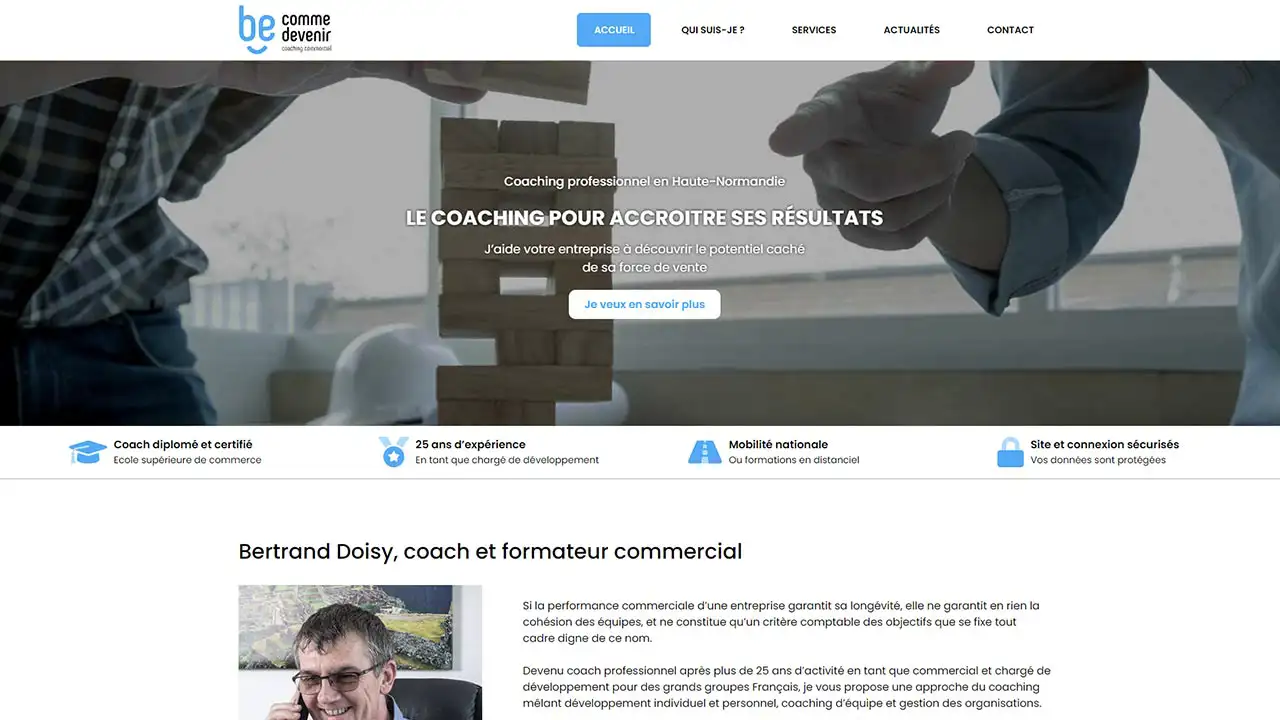 be comme
devenir
coaching commercial
ACCUEIL
QUI SUIS-JE ?
SERVICES
ACTUALITÉS
CONTACT
Coaching professionnel en Haute-Normandie
LE COACHING POUR ACCROITRE SES RÉSULTATS
J'aide votre entreprise à découvrir le potentiel caché
de sa force de vente
Je veux en savoir plus
Coach diplomé et certifié
Ecole supérieure de commerce
25 ans d'expérience
En tant que chargé de développement
Mobilité nationale
Ou formations en distanciel
Site et connexion sécurisés
Vos données sont protégées
Bertrand Doisy, coach et formateur commercial
Si la performance commerciale d'une entreprise garantit sa longévité, elle ne garantit en rien la
cohésion des équipes, et ne constitue qu'un critère comptable des objectifs que se fixe tout
cadre digne de ce nom.
Devenu coach professionnel après plus de 25 ans d'activité en tant que commercial et chargé de
développement pour des grands groupes Français, je vous propose une approche du coaching
mêlant développement individuel et personnel, coaching d'équipe et gestion des organisations.